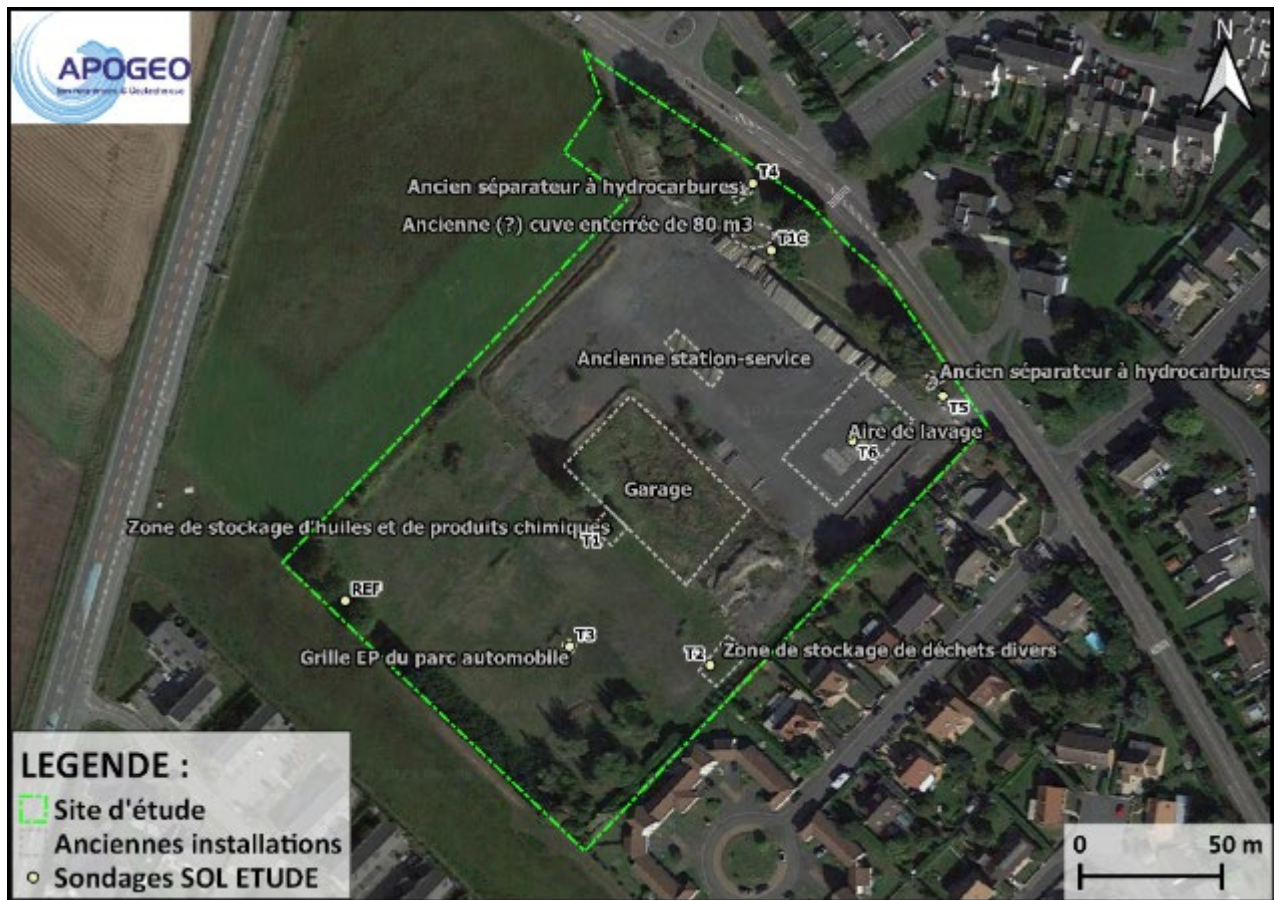 APOGEO
N
T4
Ancien séparateur à hydrocarbures
Ancienne (?) cuve enterrée de 80 m3
T1C
Ancienne station-service
Ancien séparateur à hydrocarbures
T5
Aire de lavage
T6
Garage
Zone de stockage d'huiles et de produits chimiques
T1
REF
T3
Grille EP du parc automobile
T2
Zone de stockage de déchets divers
LEGENDE :
Site d'étude
Anciennes installations
Sondages SOL ETUDE
0 50 m